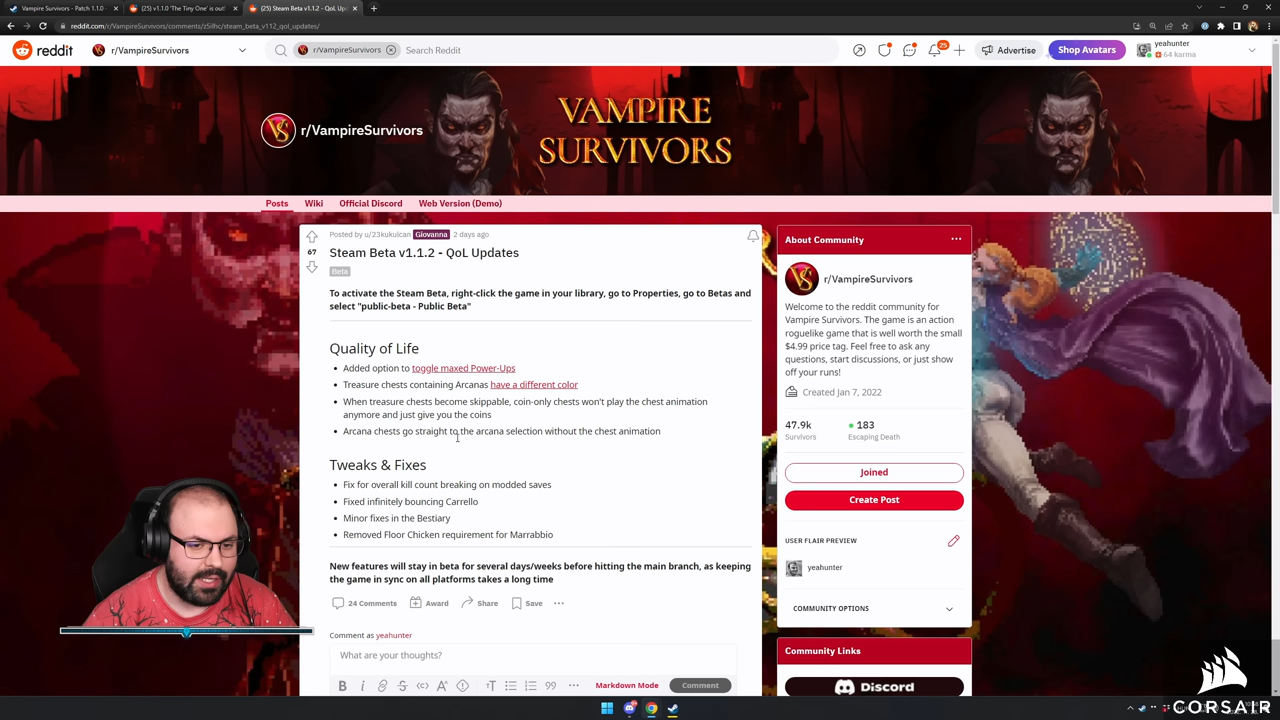 Vampire Survivors - Patch 1.1.0 -
(25) v1.1.0 'The Tiny One' is out!
(25) Steam Beta v1.1.2 - QoL Up
reddit.com/r/VampireSurvivors/comments/z5ilhc/steam_beta_v112_qol_updates/
reddit
r/VampireSurvivors
r/VampireSurvivors
Search Reddit
25
Advertise
Shop Avatars
yeahunter
64 karma
r/VampireSurvivors
VAMPIRE
SURVIVORS
Posts
Wiki
Official Discord
Web Version (Demo)
Posted by u/23kukulcan Giovanna 2 days ago
67
Steam Beta v1.1.2 - QoL Updates
Beta
To activate the Steam Beta, right-click the game in your library, go to Properties, go to Betas and
select "public-beta - Public Beta"
Quality of Life
Added option to toggle maxed Power-Ups
Treasure chests containing Arcanas have a different color
When treasure chests become skippable, coin-only chests won't play the chest animation
anymore and just give you the coins
Arcana chests go straight to the arcana selection without the chest animation
Tweaks & Fixes
Fix for overall kill count breaking on modded saves
Fixed infinitely bouncing Carrello
Minor fixes in the Bestiary
Removed Floor Chicken requirement for Marrabbio
New features will stay in beta for several days/weeks before hitting the main branch, as keeping
the game in sync on all platforms takes a long time
24 Comments
Award
Share
Save
Comment as yeahunter
What are your thoughts?
Markdown Mode
Comment
About Community
r/VampireSurvivors
Welcome to the reddit community for
Vampire Survivors. The game is an action
roguelike game that is well worth the small
$4.99 price tag. Feel free to ask any
questions, start discussions, or just show
off your runs!
Created Jan 7, 2022
47.9k
Survivors
183
Escaping Death
Joined
Create Post
USER FLAIR PREVIEW
yeahunter
COMMUNITY OPTIONS
Community Links
Discord
CORSAIR